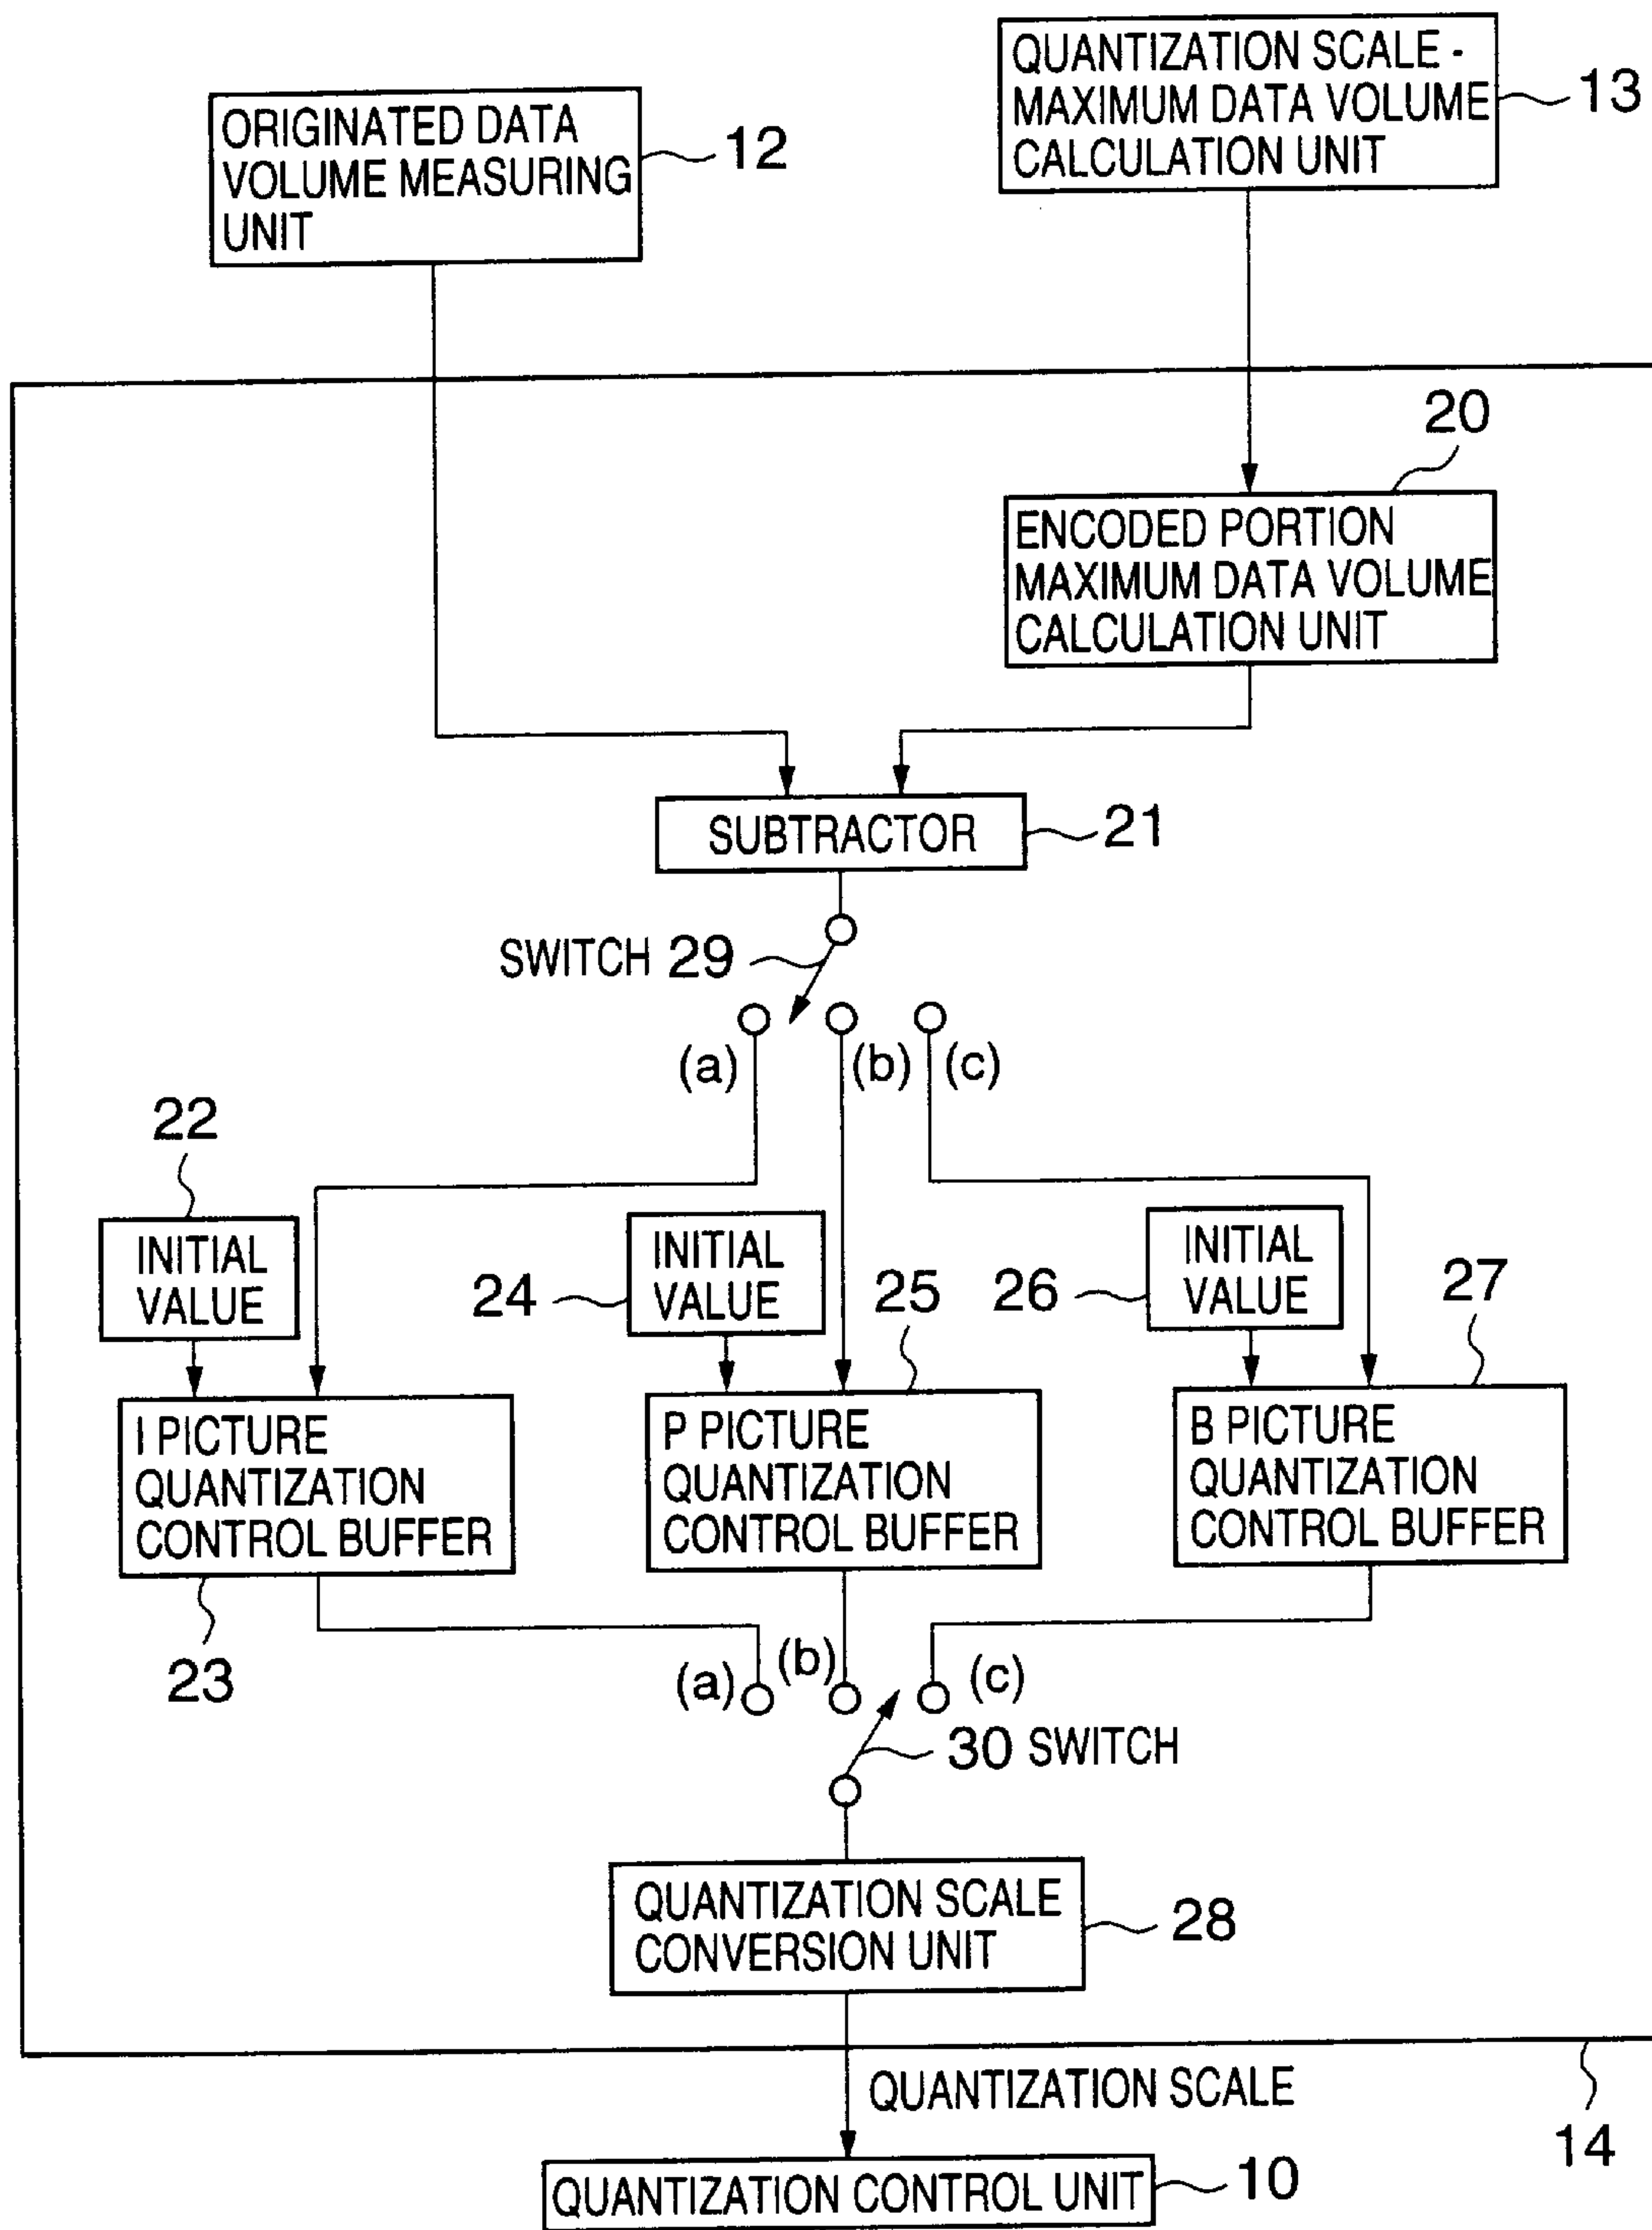 QUANTIZATION SCALE -
MAXIMUM DATA VOLUME
CALCULATION UNIT
13
ORIGINATED DATA
VOLUME MEASURING
UNIT
12
20
ENCODED PORTION
MAXIMUM DATA VOLUME
CALCULATION UNIT
SUBTRACTOR
21
SWITCH 29
(a)
(b)
(c)
22
INITIAL
VALUE
24
INITIAL
VALUE
25
26
INITIAL
VALUE
27
I PICTURE
QUANTIZATION
CONTROL BUFFER
23
P PICTURE
QUANTIZATION
CONTROL BUFFER
B PICTURE
QUANTIZATION
CONTROL BUFFER
(a)
(b)
(c)
30 SWITCH
QUANTIZATION SCALE
CONVERSION UNIT
28
QUANTIZATION SCALE
14
QUANTIZATION CONTROL UNIT
10